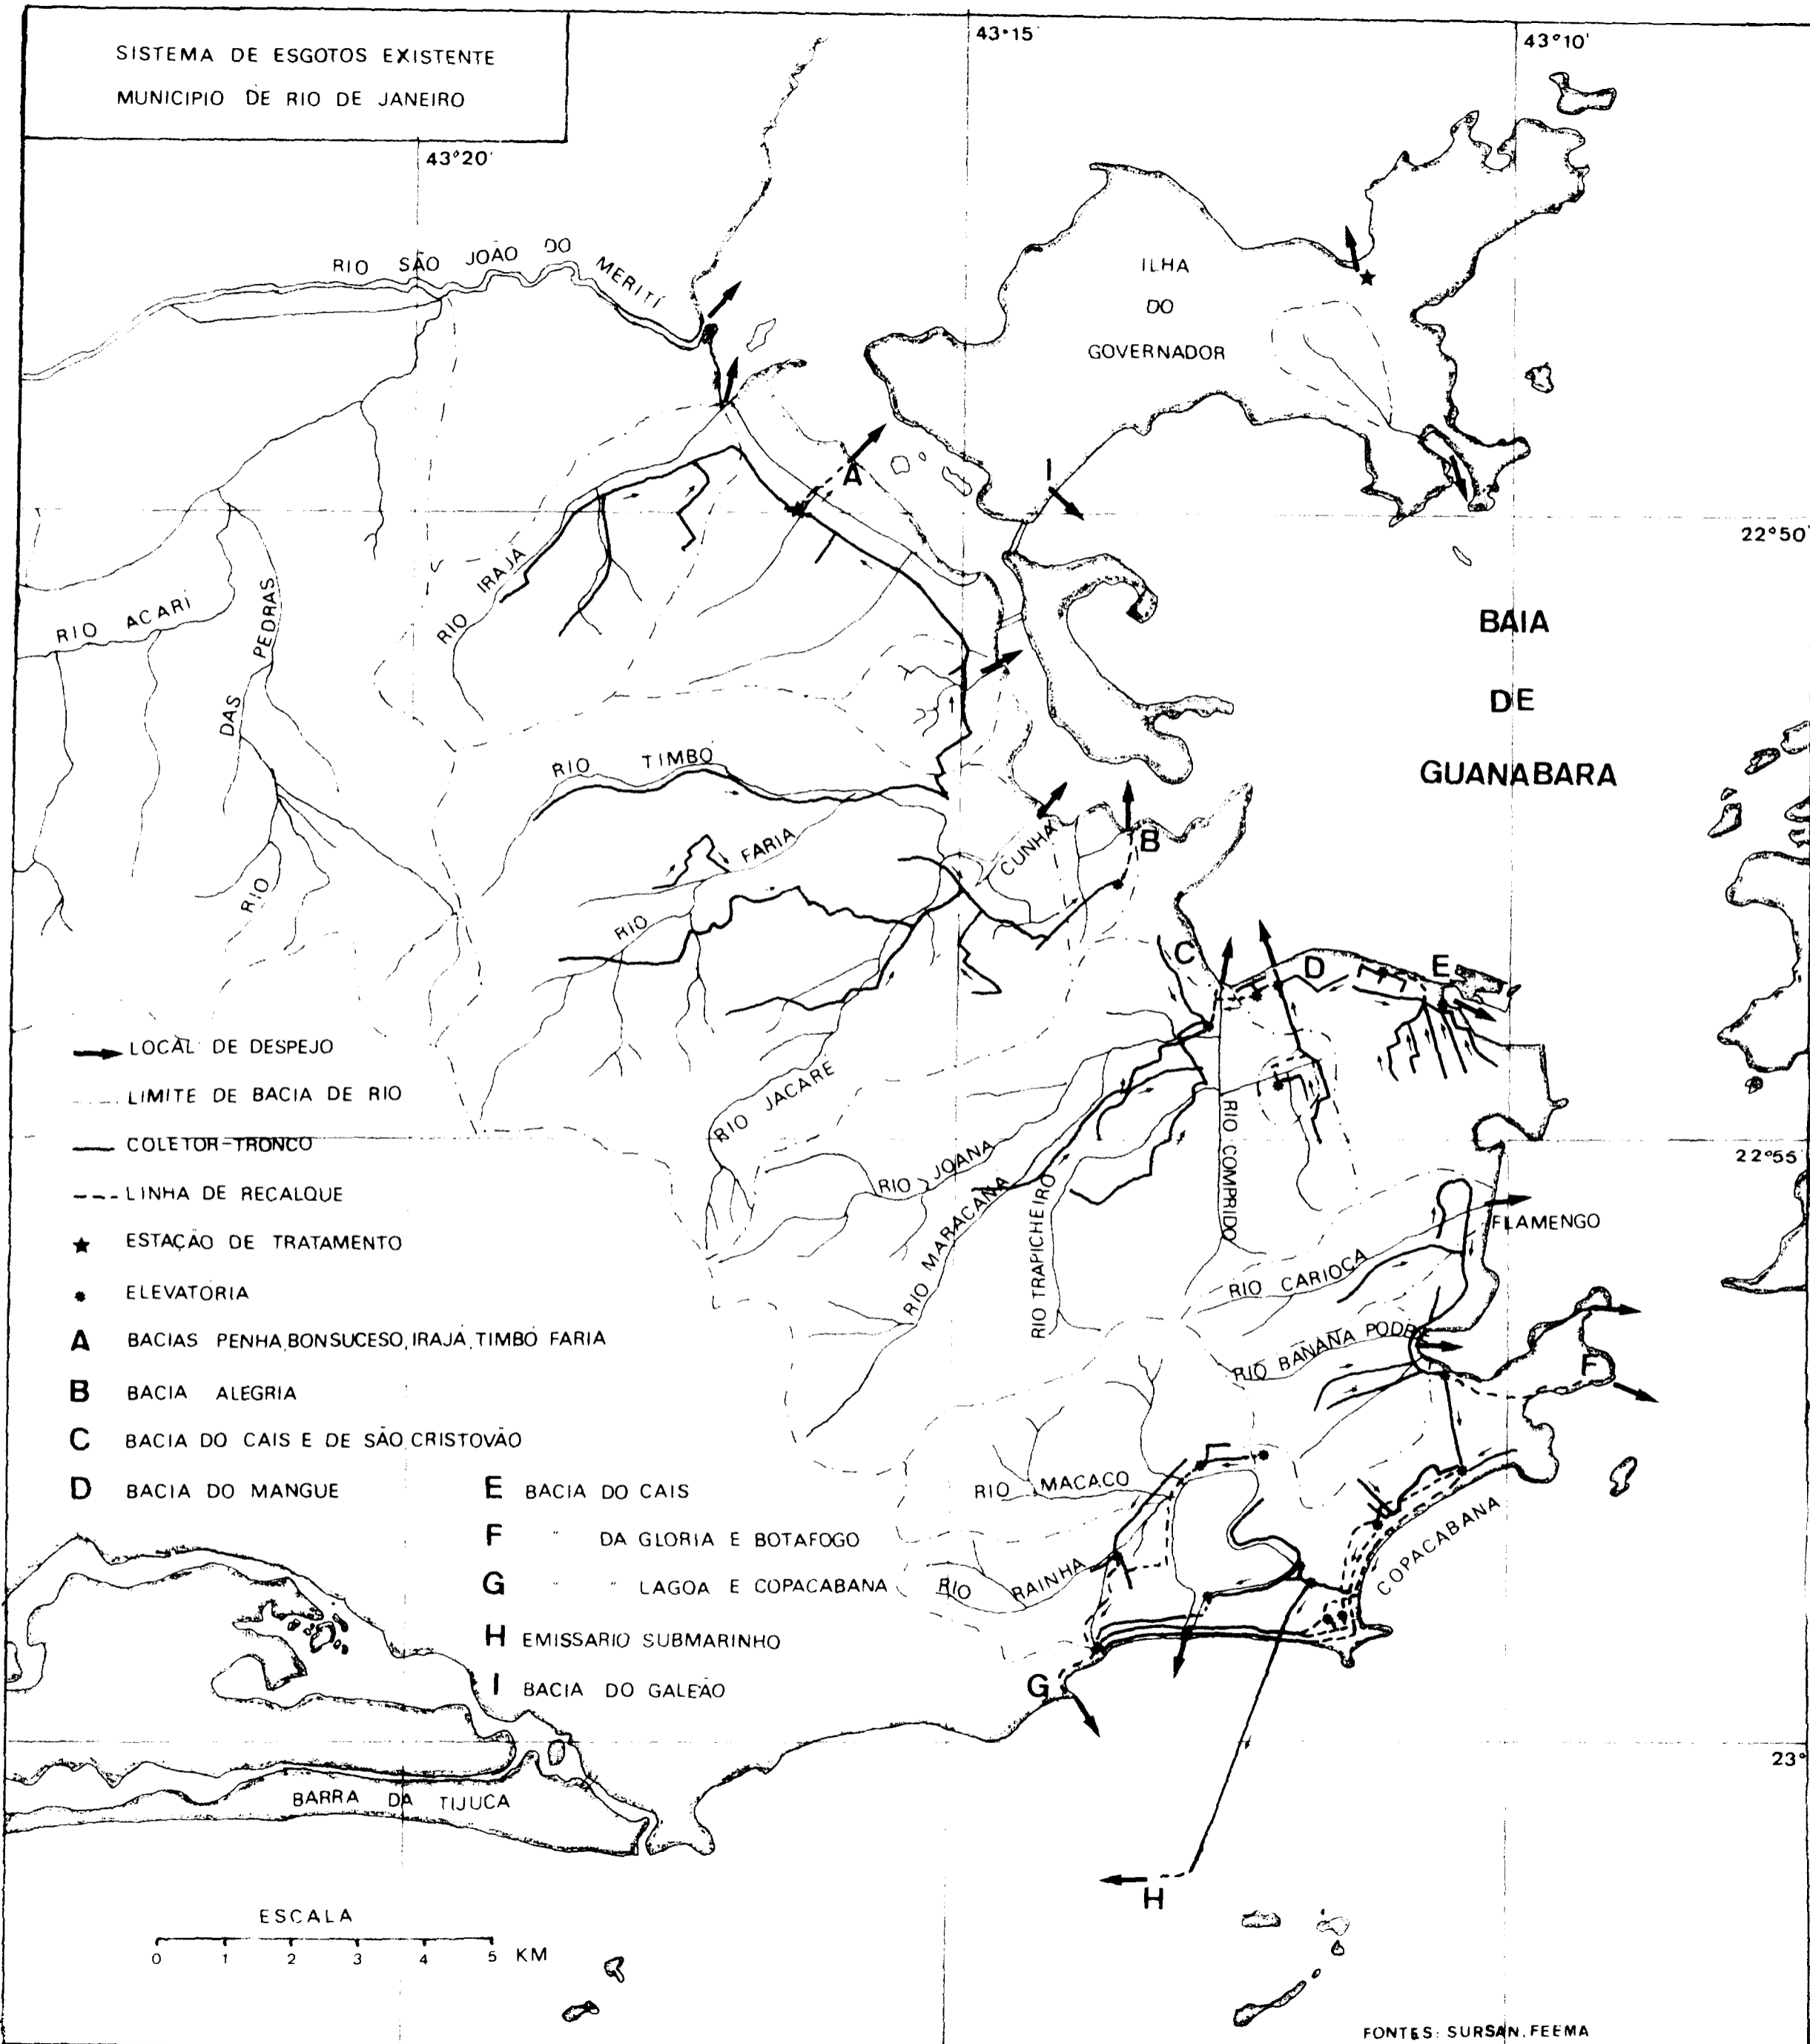 SISTEMA DE ESGOTOS EXISTENTE
MUNICIPIO DE RIO DE JANEIRO
43°20'
43•15
43°10'
RIO SÃO JOÃO DO MERITÍ
ILHA
DO
GOVERNADOR
A
I
22°50'
RIO IRAJA
RIO ACARI
RIO DAS PEDRAS
BAIA
DE
GUANABARA
RIO TIMBO
RIO FARIA
CUNHA
B
C
D
E
RIO JACARÉ
RIO JOANA
RIO MARACANÃ
RIO TRAPICHEIRO
RIO COMPRIDO
22°55'
FLAMENGO
RIO CARIOCA
RIO BANANA PODRE
F
RIO MACACO
RIO RAINHA
COPACABANA
G
23°
H
BARRA DA TIJUCA
LOCAL DE DESPEJO
LIMITE DE BACIA DE RIO
COLETOR-TRONCO
LINHA DE RECALQUE
ESTAÇÃO DE TRATAMENTO
ELEVATÓRIA
A BACIAS PENHA, BONSUCESO, IRAJÁ, TIMBÓ FARIA
B BACIA ALEGRIA
C BACIA DO CAIS E DE SÃO CRISTOVÃO
D BACIA DO MANGUE
E BACIA DO CAIS
F " DA GLORIA E BOTAFOGO
G " " LAGOA E COPACABANA
H EMISSARIO SUBMARINHO
I BACIA DO GALEÃO
ESCALA
0 1 2 3 4 5 KM
FONTES: SURSAN, FEEMA